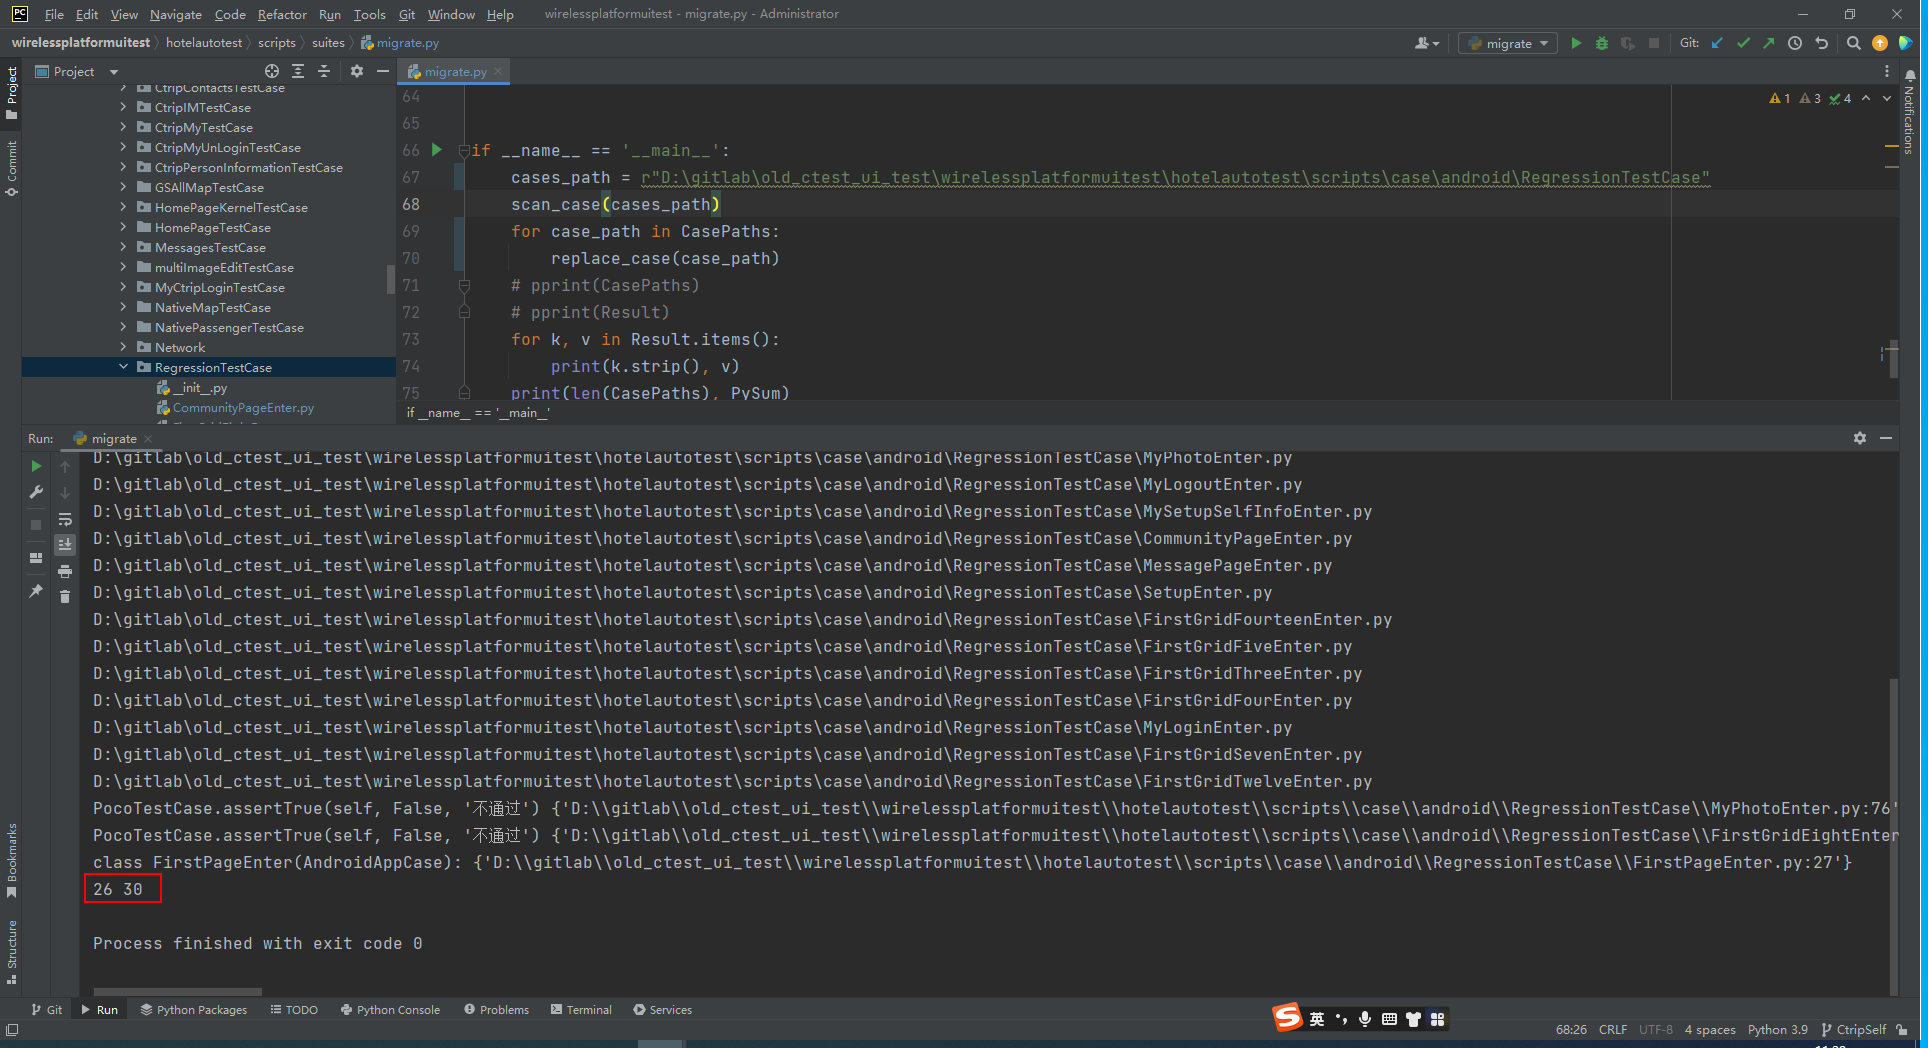 PC File Edit View Navigate Code Refactor Run Tools Git Window Help wirelessplatformuitest - migrate.py - Administrator
wirelessplatformuitest hotelautotest scripts suites migrate.py migrate Git:
Project
migrate.py
CtripContactsTestCase
CtripIMTestCase
CtripMyTestCase
CtripMyUnLoginTestCase
CtripPersonInformationTestCase
GSAllMapTestCase
HomePageKernelTestCase
HomePageTestCase
MessagesTestCase
multiImageEditTestCase
MyCtripLoginTestCase
NativeMapTestCase
NativePassengerTestCase
Network
RegressionTestCase
__init__.py
CommunityPageEnter.py
1 3 4
64
65
66 if __name__ == '__main__':
67 cases_path = r"D:\gitlab\old_ctest_ui_test\wirelessplatformuitest\hotelautotest\scripts\case\android\RegressionTestCase"
68 scan_case(cases_path)
69 for case_path in CasePaths:
70 replace_case(case_path)
71 # pprint(CasePaths)
72 # pprint(Result)
73 for k, v in Result.items():
74 print(k.strip(), v)
75 print(len(CasePaths), PySum)
if __name__ == '__main__'
Project
Commit
Bookmarks
Structure
Notifications
Run: migrate
D:\gitlab\old_ctest_ui_test\wirelessplatformuitest\hotelautotest\scripts\case\android\RegressionTestCase\MyPhotoEnter.py
D:\gitlab\old_ctest_ui_test\wirelessplatformuitest\hotelautotest\scripts\case\android\RegressionTestCase\MyLogoutEnter.py
D:\gitlab\old_ctest_ui_test\wirelessplatformuitest\hotelautotest\scripts\case\android\RegressionTestCase\MySetupSelfInfoEnter.py
D:\gitlab\old_ctest_ui_test\wirelessplatformuitest\hotelautotest\scripts\case\android\RegressionTestCase\CommunityPageEnter.py
D:\gitlab\old_ctest_ui_test\wirelessplatformuitest\hotelautotest\scripts\case\android\RegressionTestCase\MessagePageEnter.py
D:\gitlab\old_ctest_ui_test\wirelessplatformuitest\hotelautotest\scripts\case\android\RegressionTestCase\SetupEnter.py
D:\gitlab\old_ctest_ui_test\wirelessplatformuitest\hotelautotest\scripts\case\android\RegressionTestCase\FirstGridFourteenEnter.py
D:\gitlab\old_ctest_ui_test\wirelessplatformuitest\hotelautotest\scripts\case\android\RegressionTestCase\FirstGridFiveEnter.py
D:\gitlab\old_ctest_ui_test\wirelessplatformuitest\hotelautotest\scripts\case\android\RegressionTestCase\FirstGridThreeEnter.py
D:\gitlab\old_ctest_ui_test\wirelessplatformuitest\hotelautotest\scripts\case\android\RegressionTestCase\FirstGridFourEnter.py
D:\gitlab\old_ctest_ui_test\wirelessplatformuitest\hotelautotest\scripts\case\android\RegressionTestCase\MyLoginEnter.py
D:\gitlab\old_ctest_ui_test\wirelessplatformuitest\hotelautotest\scripts\case\android\RegressionTestCase\FirstGridSevenEnter.py
D:\gitlab\old_ctest_ui_test\wirelessplatformuitest\hotelautotest\scripts\case\android\RegressionTestCase\FirstGridTwelveEnter.py
PocoTestCase.assertTrue(self, False, '不通过') {'D:\\gitlab\\old_ctest_ui_test\\wirelessplatformuitest\\hotelautotest\\scripts\\case\\android\\RegressionTestCase\\MyPhotoEnter.py:76'
PocoTestCase.assertTrue(self, False, '不通过') {'D:\\gitlab\\old_ctest_ui_test\\wirelessplatformuitest\\hotelautotest\\scripts\\case\\android\\RegressionTestCase\\FirstGridEightEnter
class FirstPageEnter(AndroidAppCase): {'D:\\gitlab\\old_ctest_ui_test\\wirelessplatformuitest\\hotelautotest\\scripts\\case\\android\\RegressionTestCase\\FirstPageEnter.py:27'}
26 30
Process finished with exit code 0
Git Run Python Packages TODO Python Console Problems Terminal Services
S 英
68:26 CRLF UTF-8 4 spaces Python 3.9 CtripSelf